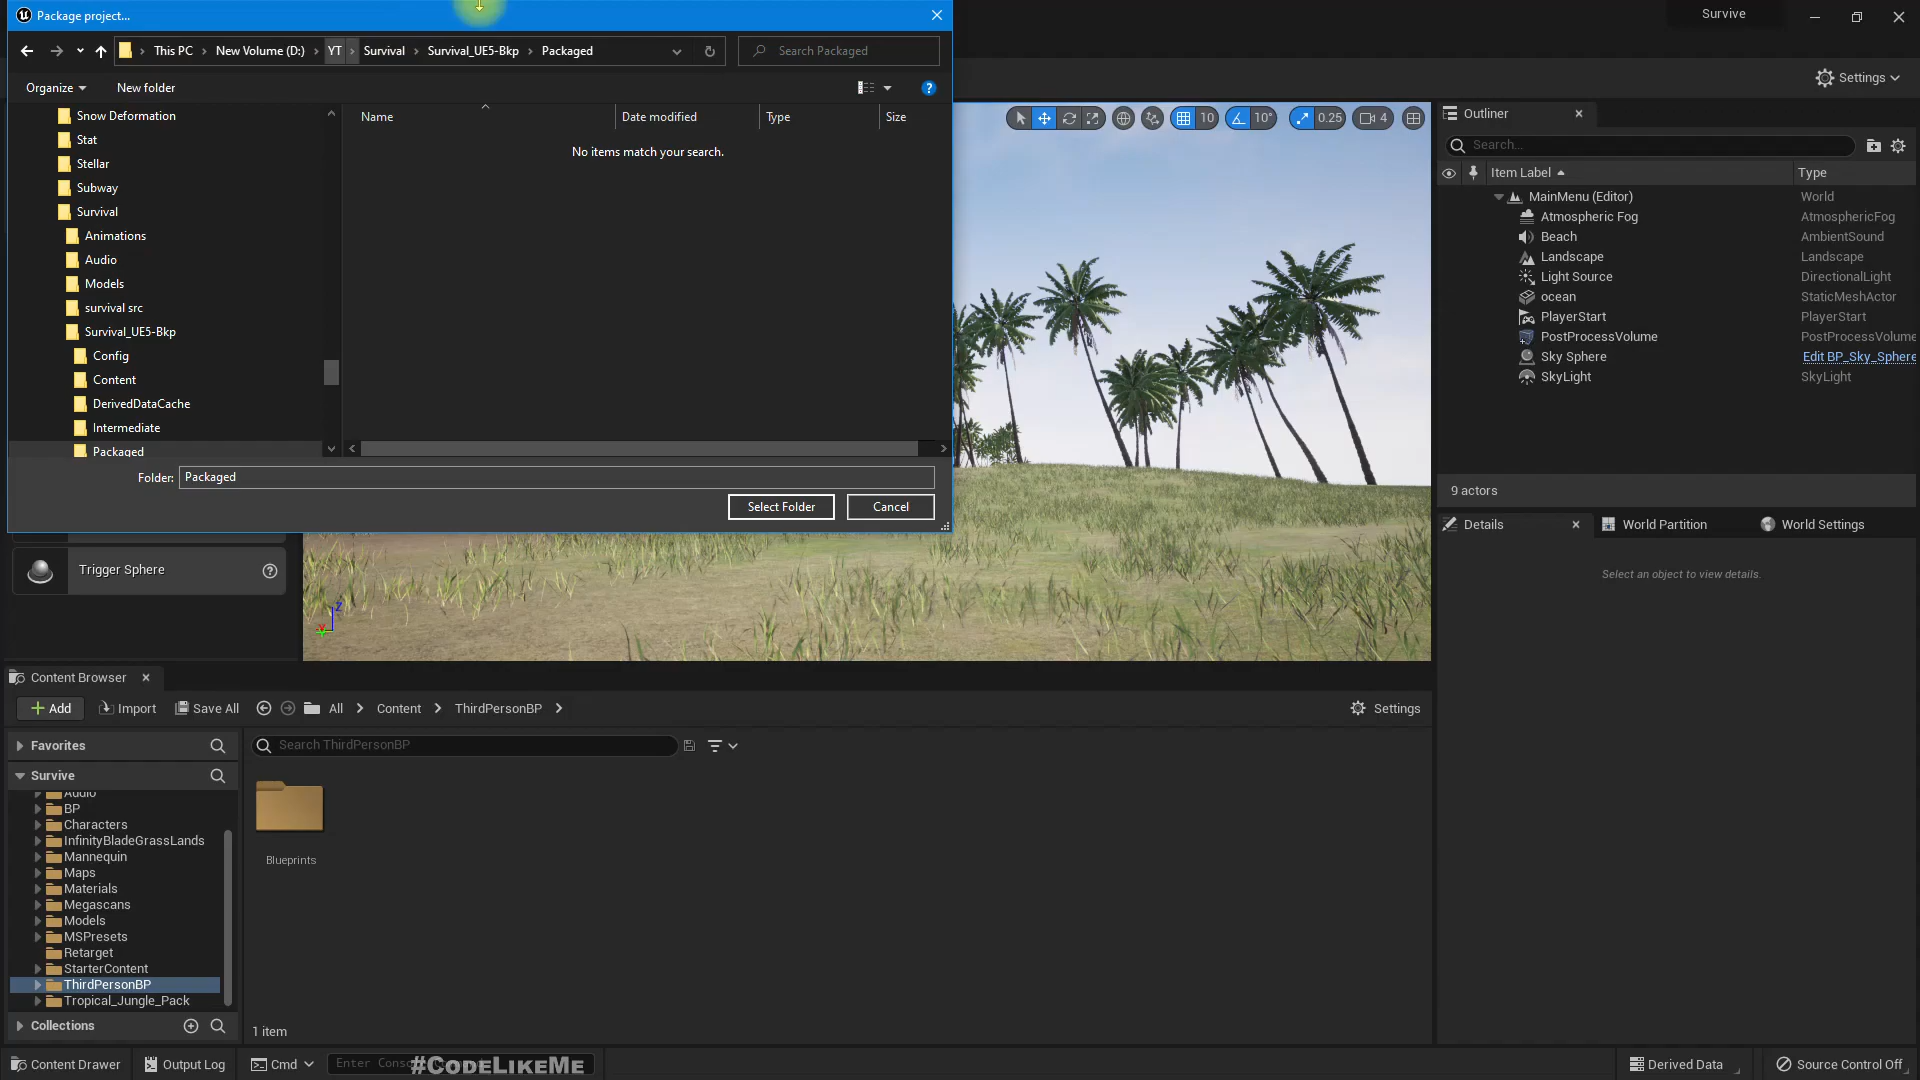 Package project...
Survive
This PC
New Volume (D:)
YT
Survival
Survival_UE5-Bkp
Packaged
Search Packaged
Organize
New folder
Settings
Snow Deformation
Stat
Stellar
Subway
Survival
Animations
Audio
Models
survival src
Survival_UE5-Bkp
Config
Content
DerivedDataCache
Intermediate
Packaged
Name
Date modified
Type
Size
No items match your search.
Folder:
Packaged
Select Folder
Cancel
10
10°
0.25
4
Outliner
Search...
Item Label
Type
MainMenu (Editor)
World
Atmospheric Fog
AtmosphericFog
Beach
AmbientSound
Landscape
Landscape
Light Source
DirectionalLight
ocean
StaticMeshActor
PlayerStart
PlayerStart
PostProcessVolume
PostProcessVolume
Sky Sphere
Edit BP_Sky_Sphere
SkyLight
SkyLight
9 actors
Details
World Partition
World Settings
Select an object to view details.
Trigger Sphere
Z
Content Browser
Add
Import
Save All
All
Content
ThirdPersonBP
Settings
Favorites
Search ThirdPersonBP
Survive
Audio
BP
Characters
InfinityBladeGrassLands
Mannequin
Maps
Materials
Megascans
Models
MSPresets
Retarget
StarterContent
ThirdPersonBP
Tropical_Jungle_Pack
Blueprints
Collections
1 item
Content Drawer
Output Log
Cmd
#CodeLikeMe
Derived Data
Source Control Off